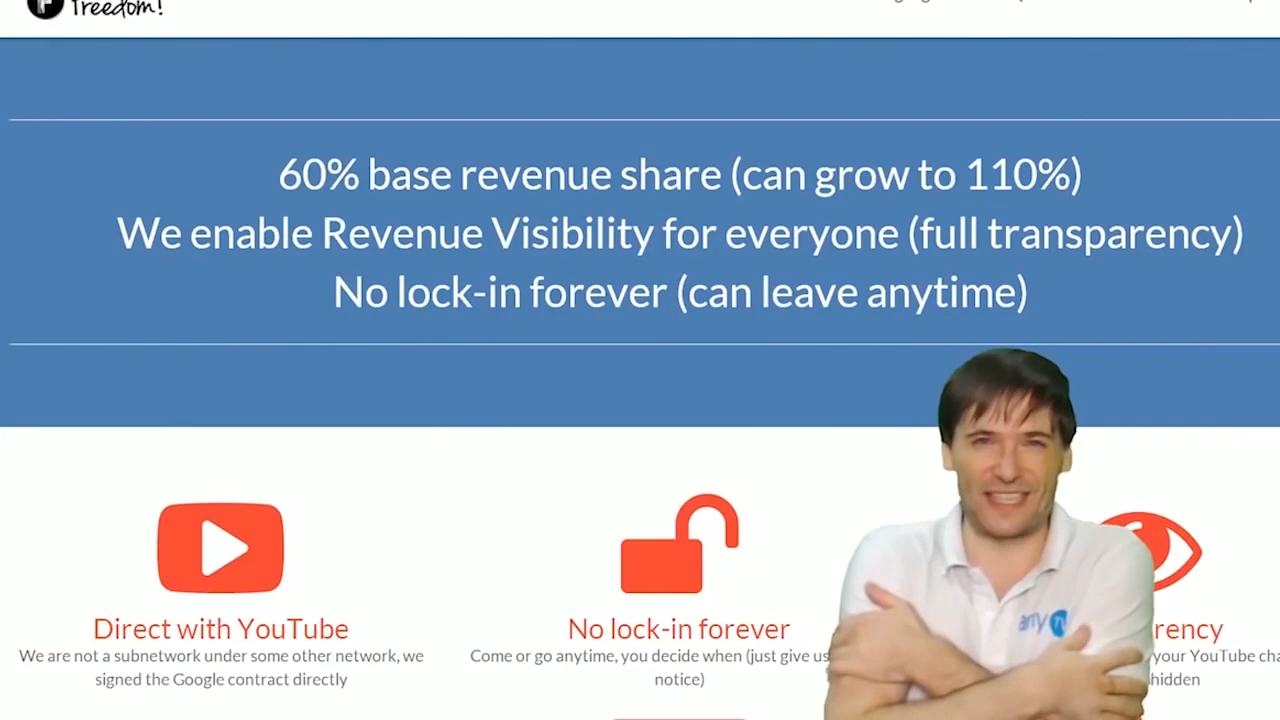 freedom!
60% base revenue share (can grow to 110%)
We enable Revenue Visibility for everyone (full transparency)
No lock-in forever (can leave anytime)
any
Direct with YouTube
No lock-in forever
rency
We are not a subnetwork under some other network, we
Come or go anytime, you decide when (just give us
your YouTube cha
signed the Google contract directly
notice)
hidden